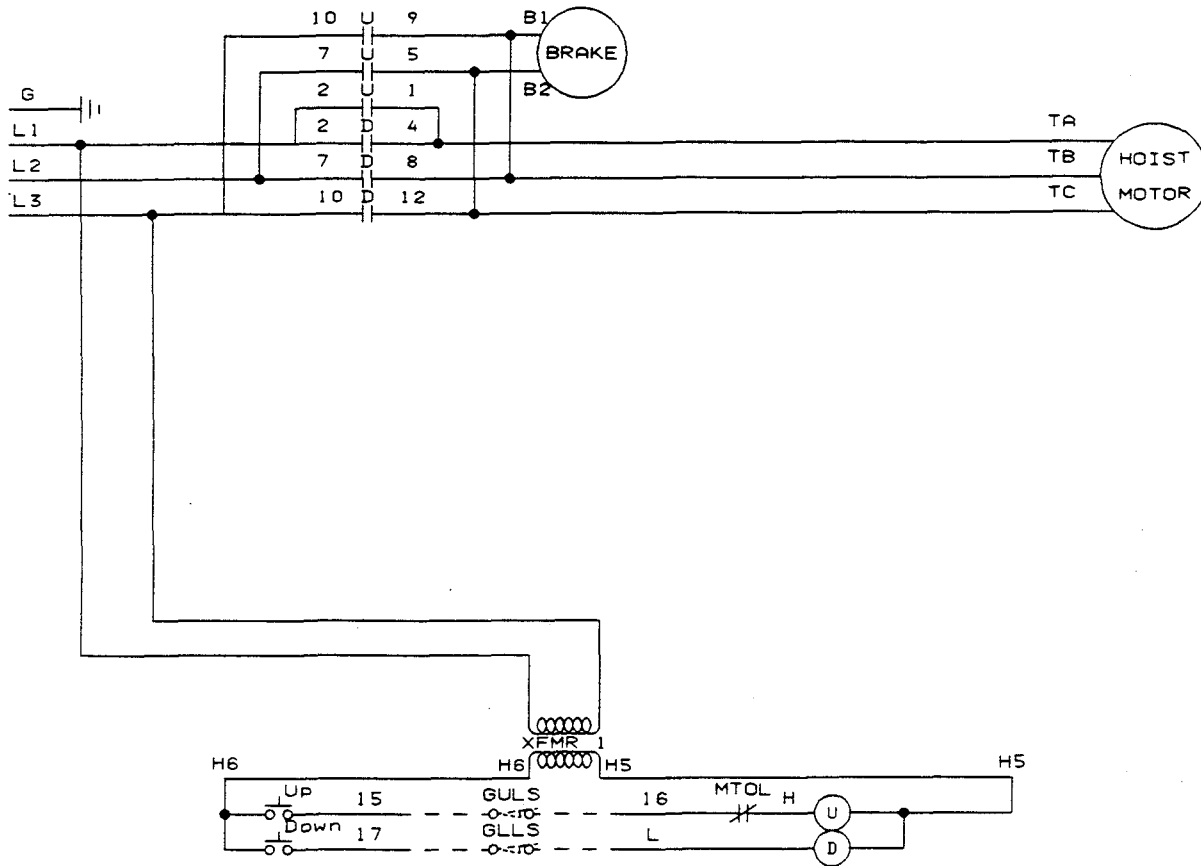 10 U 9 B1
7 U 5 BRAKE
G 2 U 1 B2
L1 2 D 4 TA
L2 7 D 8 TB HOIST
L3 10 D 12 TC MOTOR
XFMR 1
H6 H6 H5 H5
Up 15 GULS 16 MTOL H U
Down 17 GLLS L D